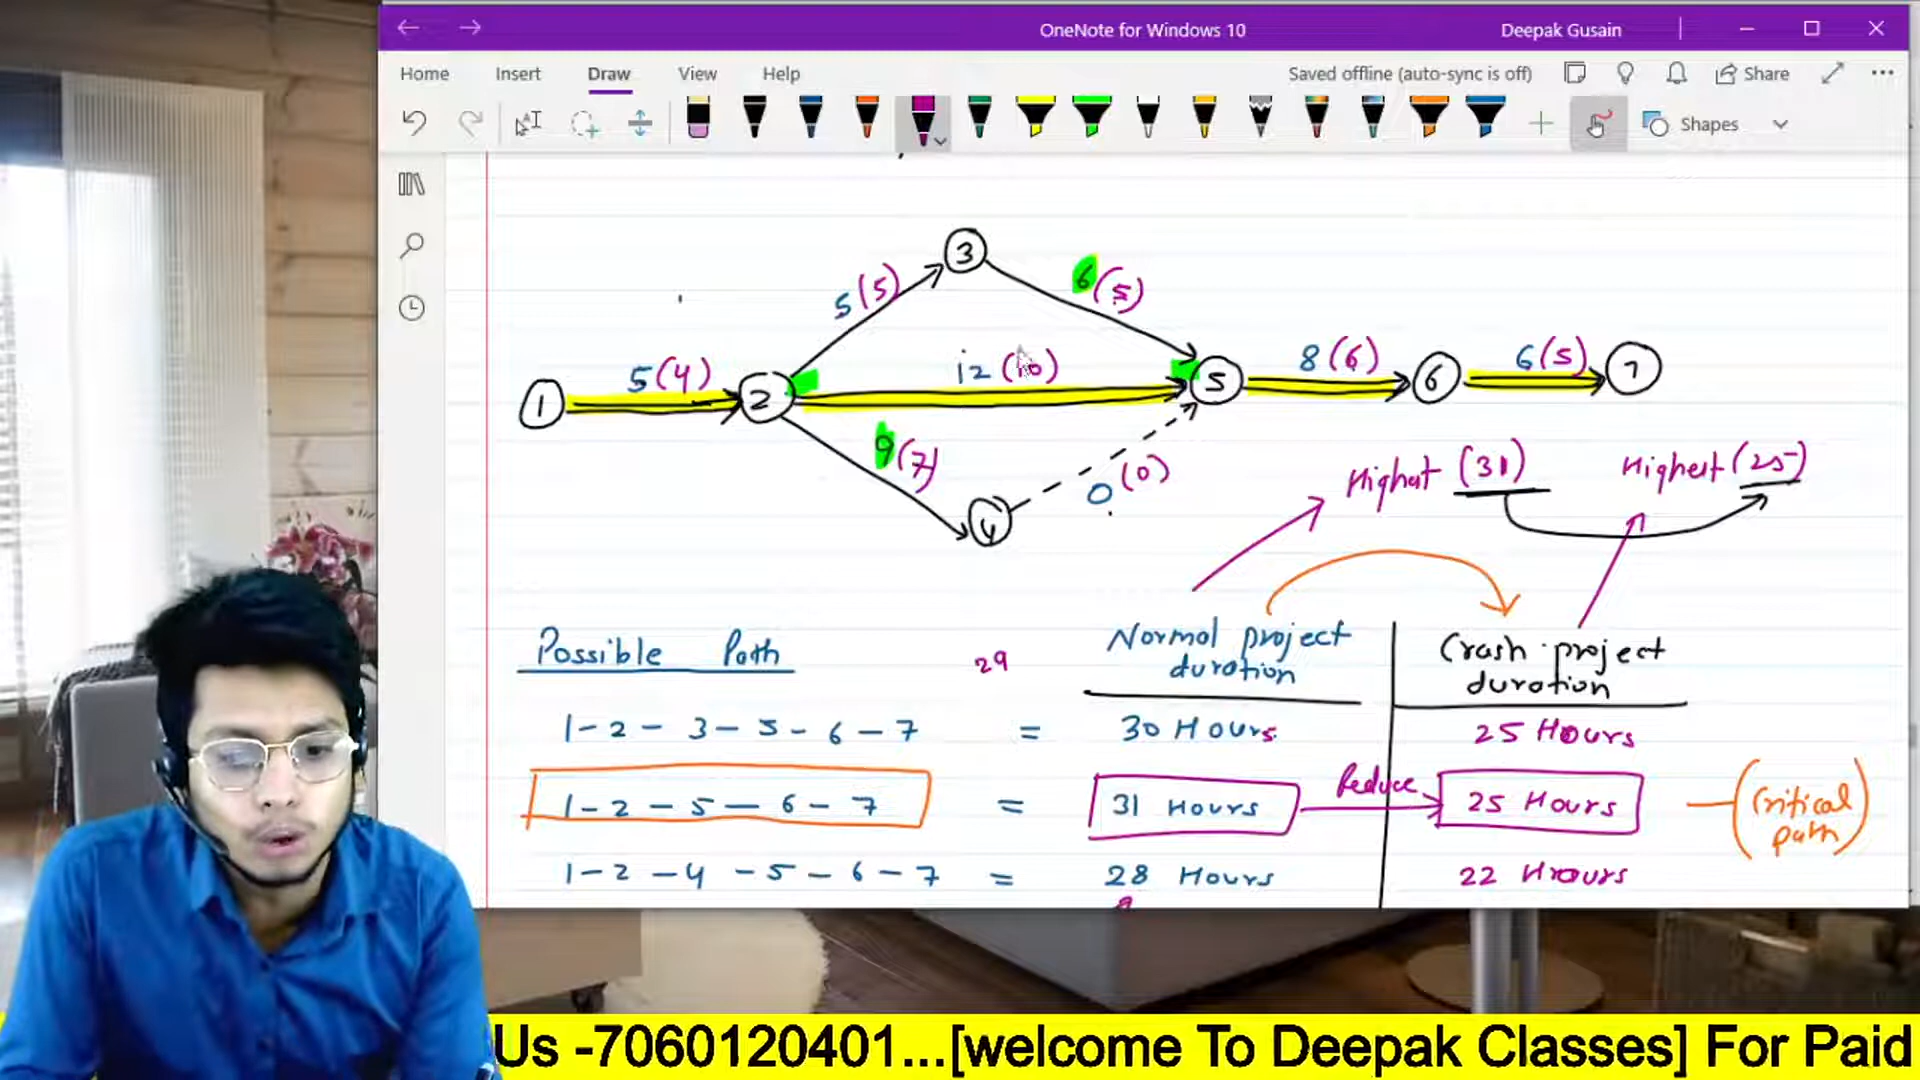 OneNote for Windows 10
Deepak Gusain
Home Insert Draw View Help
Saved offline (auto-sync is off)
Share
Shapes
3
5 (5)
6 (5)
1
5 (4)
2
12 (10)
5
8 (6)
6
6 (5)
7
9 (7)
4
0 (0)
Highat (31)
Highest (25)
Possible Path
29
Normal project
duration
Crash project
duration
1 - 2 - 3 - 5 - 6 - 7 = 30 Hours 25 Hours
1 - 2 - 5 - 6 - 7 = 31 Hours Reduce 25 Hours
(Critical
path)
1 - 2 - 4 - 5 - 6 - 7 = 28 Hours 22 Hrours
Us -7060120401...[welcome To Deepak Classes] For Paid